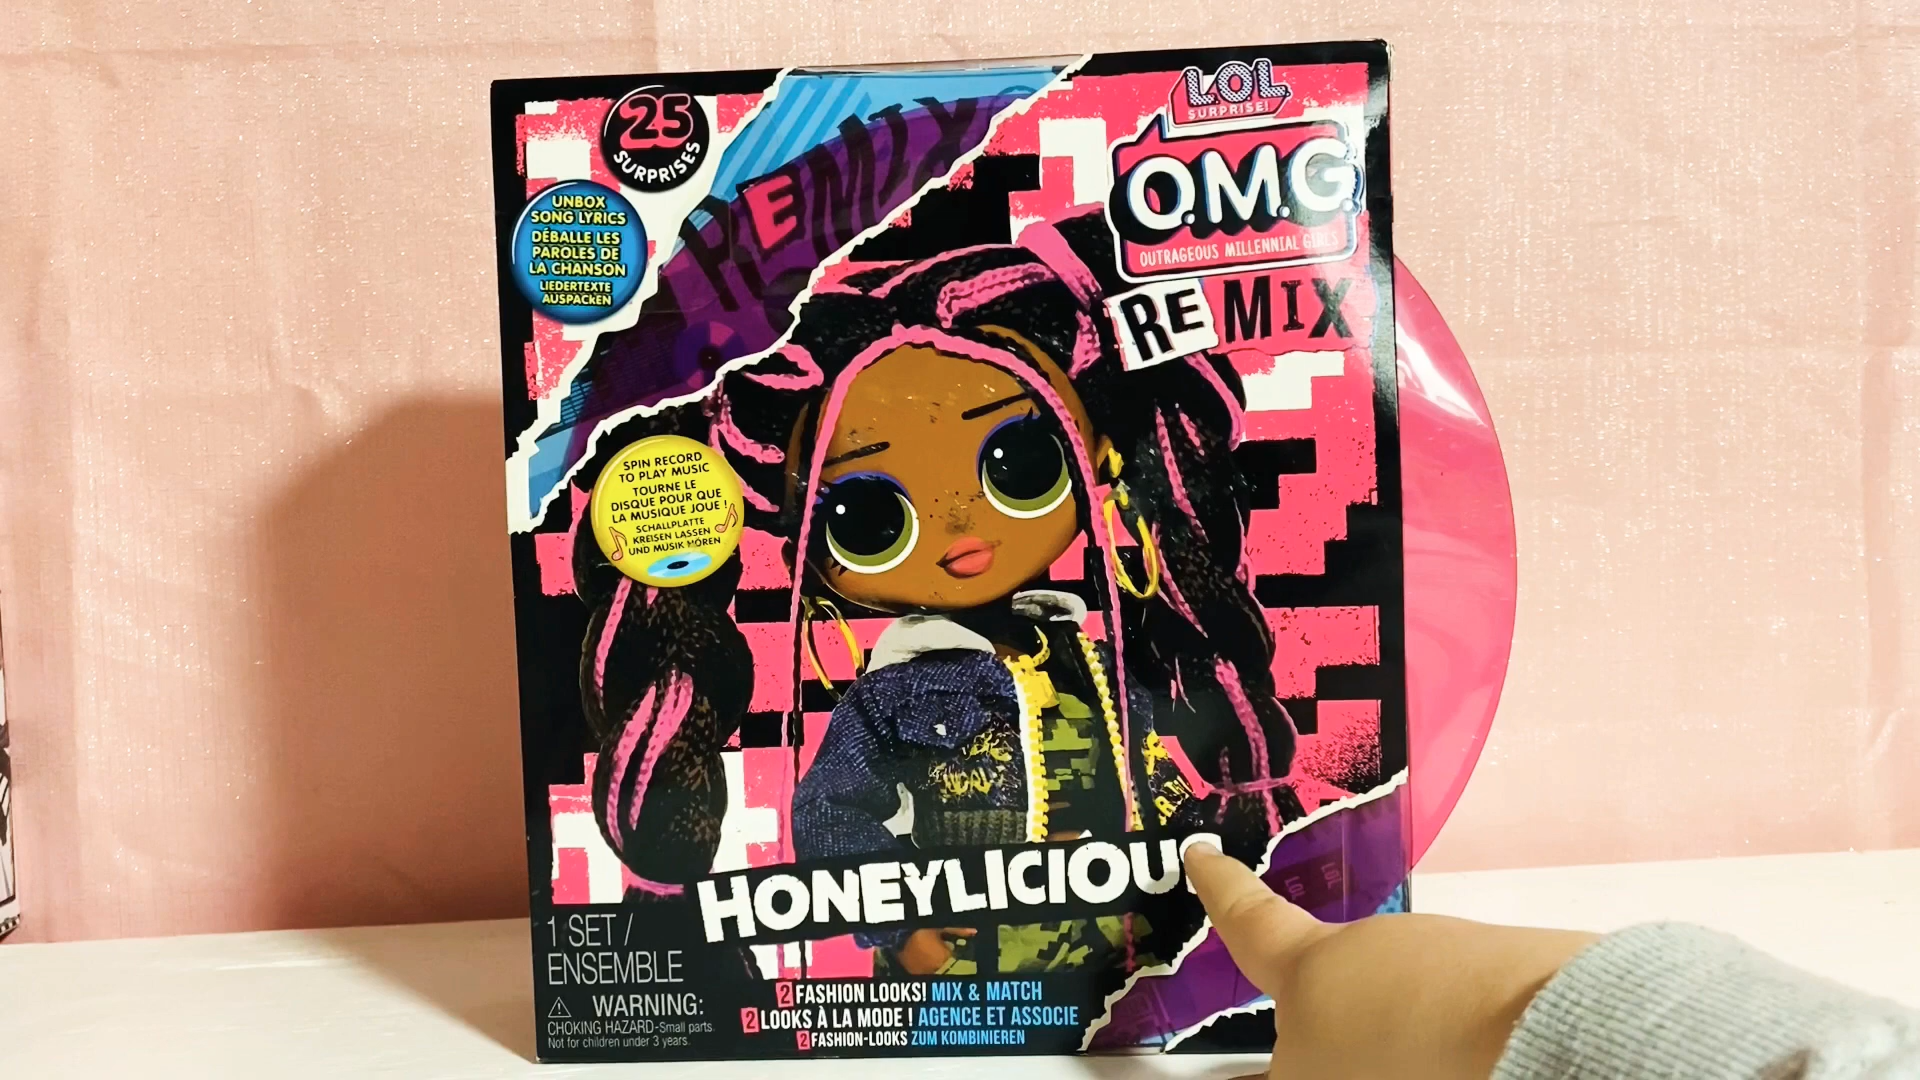 25
SURPRISES
UNBOX
SONG LYRICS
DÉBALLE LES
PAROLES DE
LA CHANSON
LIEDERTEXTE
AUSPACKEN
REMIX
LOL
SURPRISE!
O.M.G.
OUTRAGEOUS MILLENNIAL GIRLS
REMIX
SPIN RECORD
TO PLAY MUSIC
TOURNE LE
DISQUE POUR QUE
LA MUSIQUE JOUE !
SCHALLPLATTE
KREISEN LASSEN
UND MUSIK HÖREN
HONEYLICIOUS
LOL
LOL
1 SET /
ENSEMBLE
WARNING:
CHOKING HAZARD-Small parts.
Not for children under 3 years.
2 FASHION LOOKS! MIX & MATCH
2 LOOKS À LA MODE ! AGENCE ET ASSOCIE
2 FASHION-LOOKS ZUM KOMBINIEREN